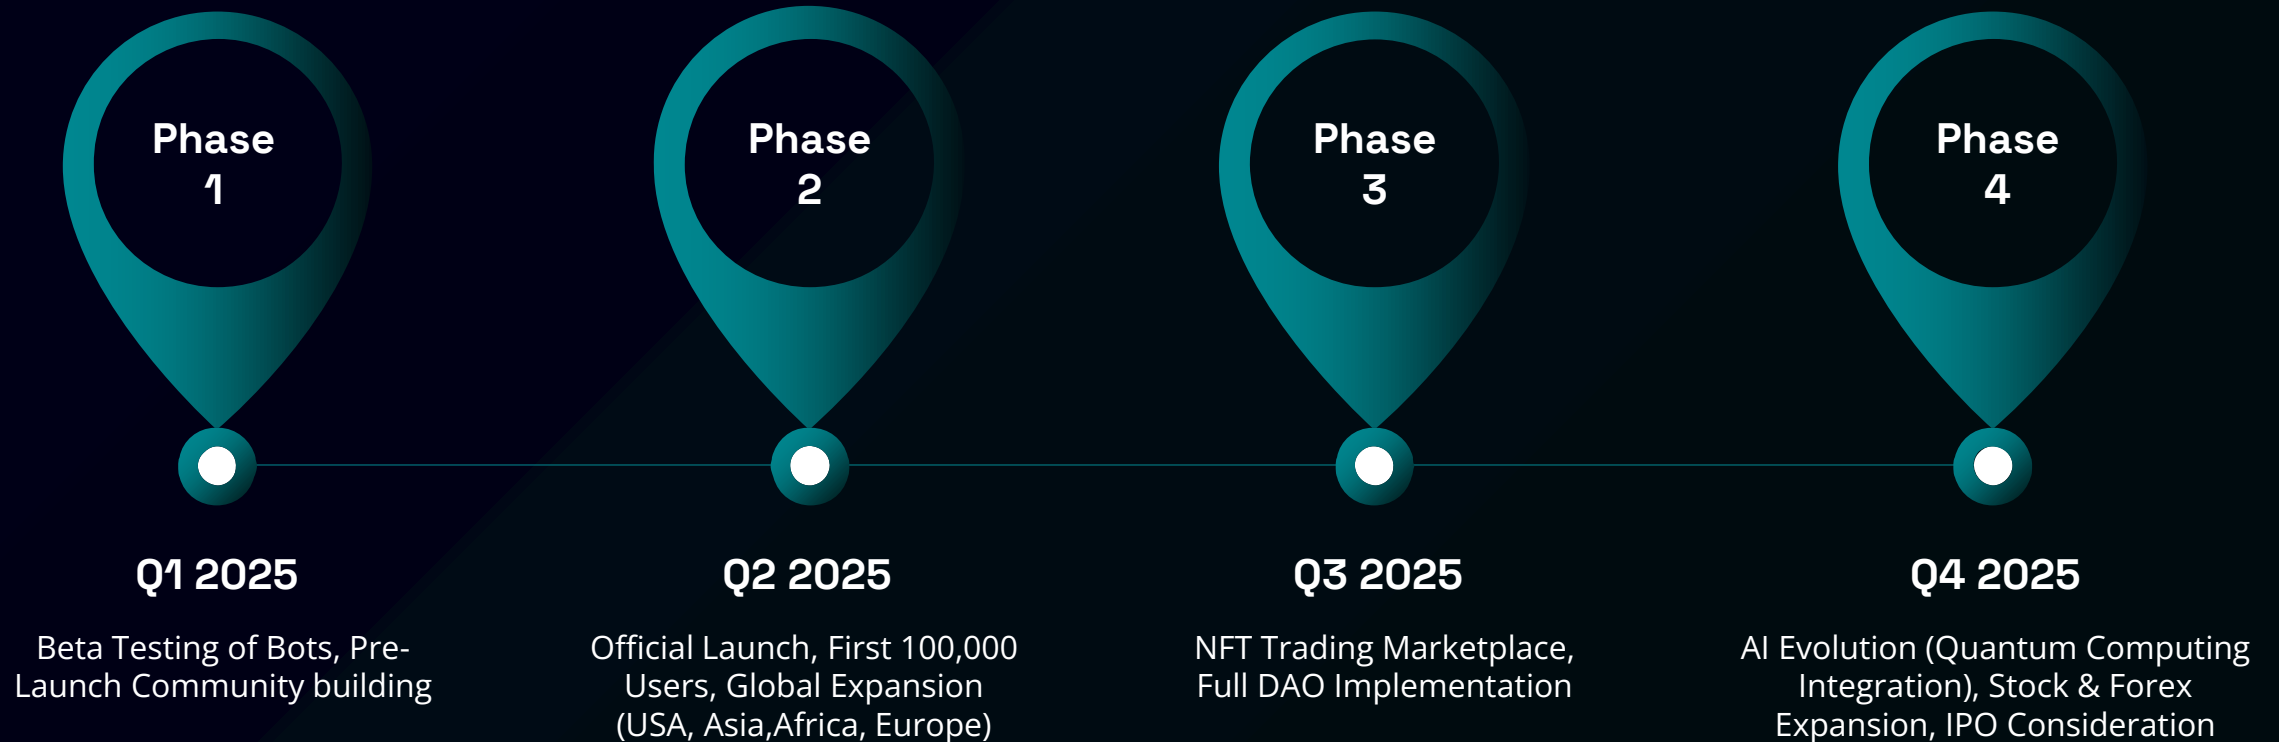 Phase
1
Phase
2
Phase
3
Phase
4
Q1 2025
Beta Testing of Bots, Pre-
Launch Community building
Q2 2025
Official Launch, First 100,000
Users, Global Expansion
(USA, Asia,Africa, Europe)
Q3 2025
NFT Trading Marketplace,
Full DAO Implementation
Q4 2025
AI Evolution (Quantum Computing
Integration), Stock & Forex
Expansion, IPO Consideration